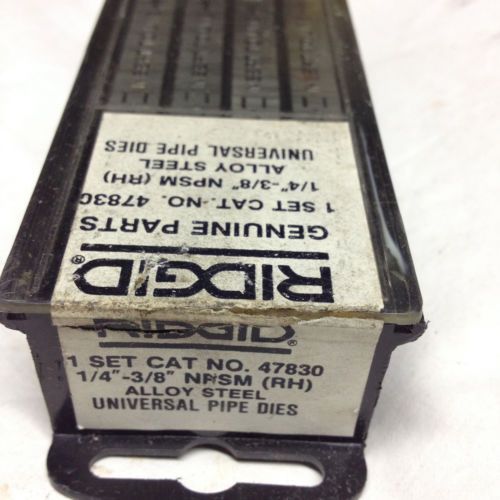 RIDGID®
GENUINE PARTS
1 SET CAT. NO. 47830
1/4"-3/8" NPSM (RH)
ALLOY STEEL
UNIVERSAL PIPE DIES
RIDGID®
1 SET CAT NO. 47830
1/4"-3/8" NPSM (RH)
ALLOY STEEL
UNIVERSAL PIPE DIES